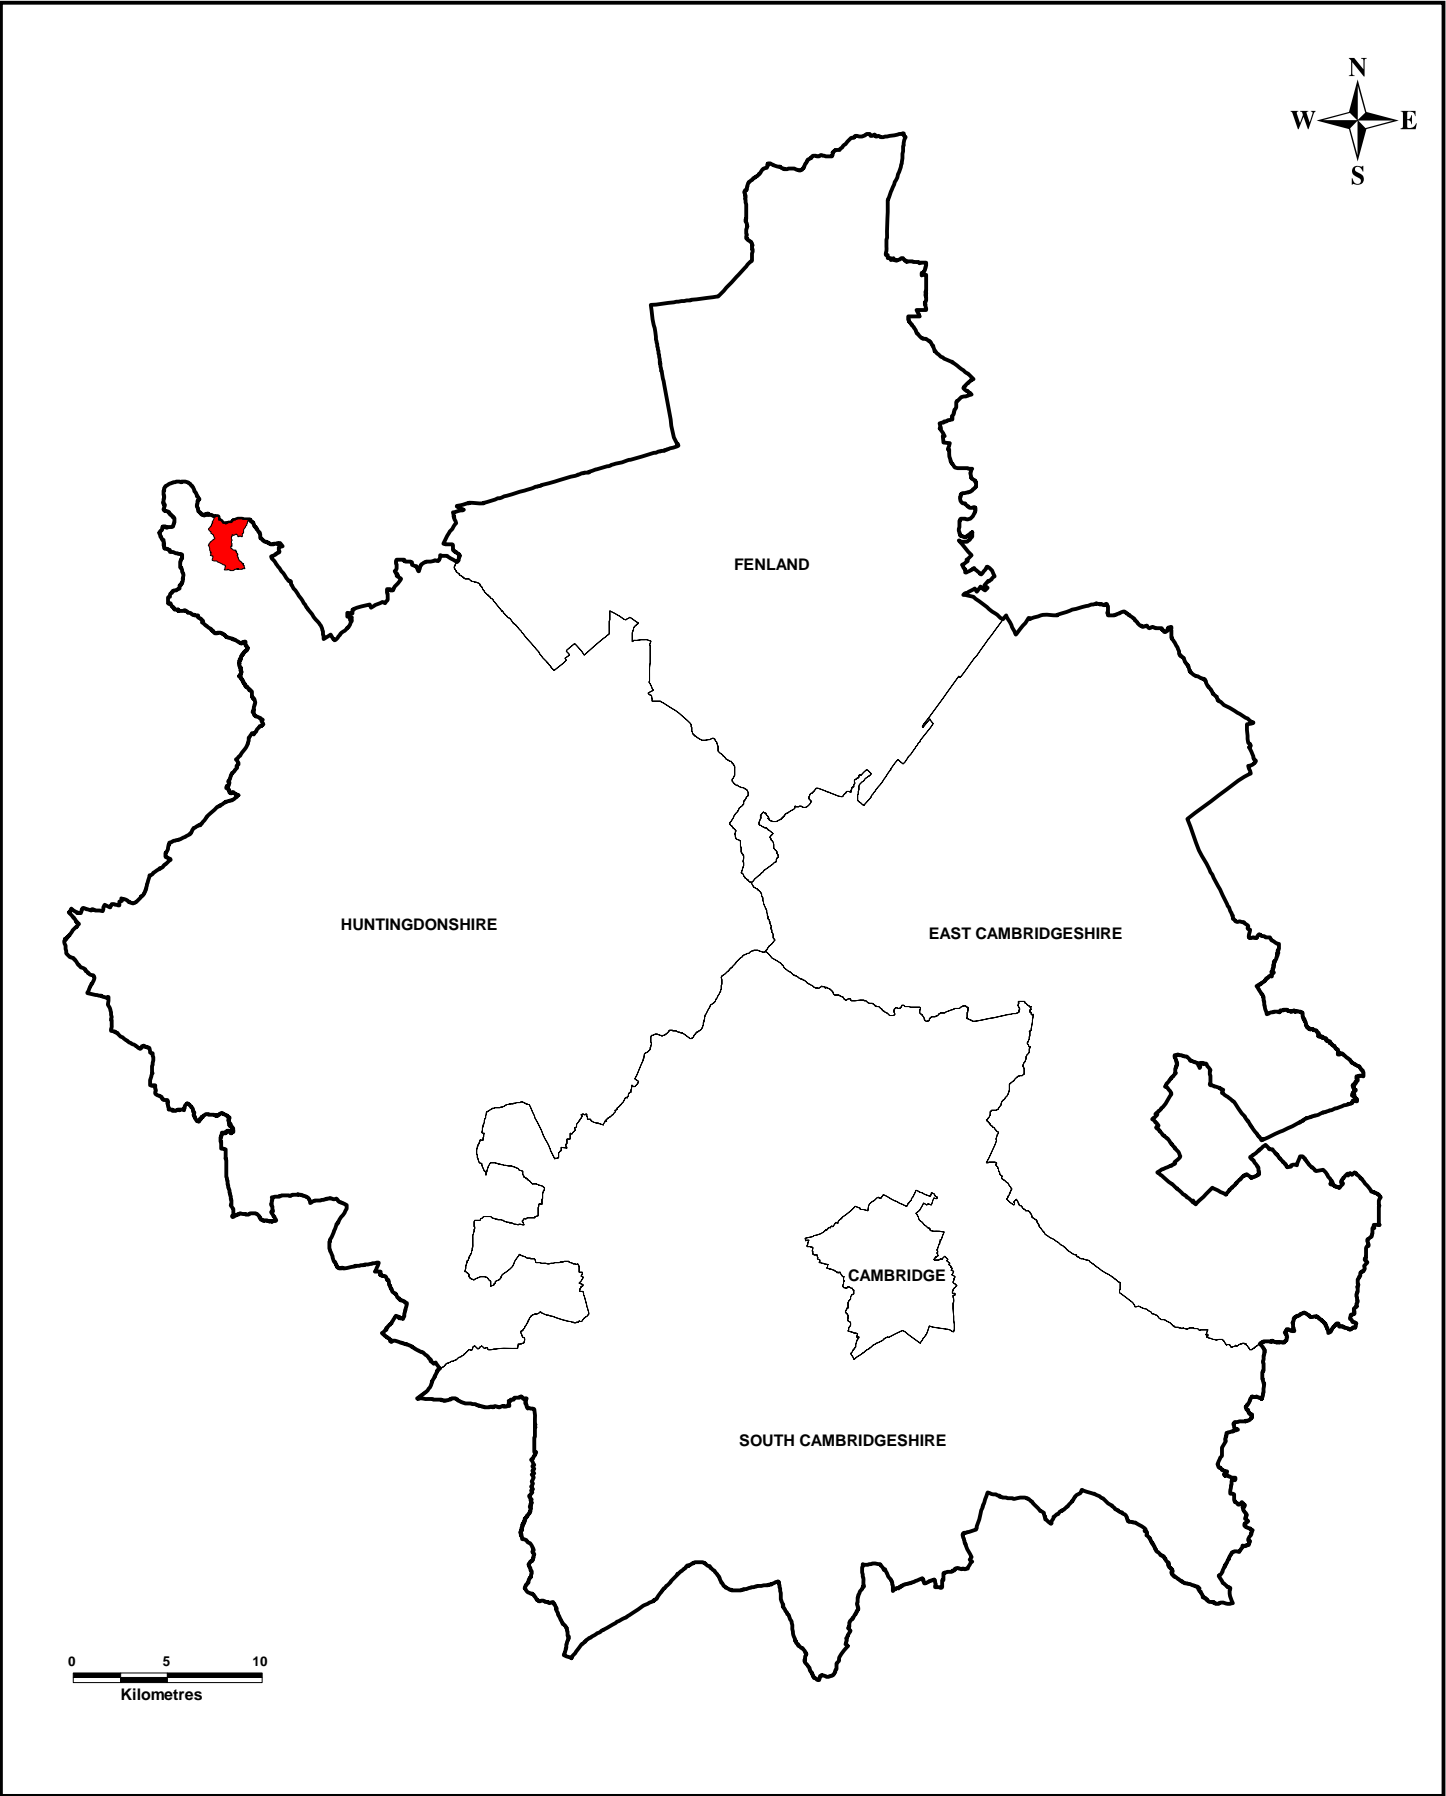 N
W E
S
FENLAND
HUNTINGDONSHIRE
EAST CAMBRIDGESHIRE
CAMBRIDGE
SOUTH CAMBRIDGESHIRE
0 5 10
Kilometres